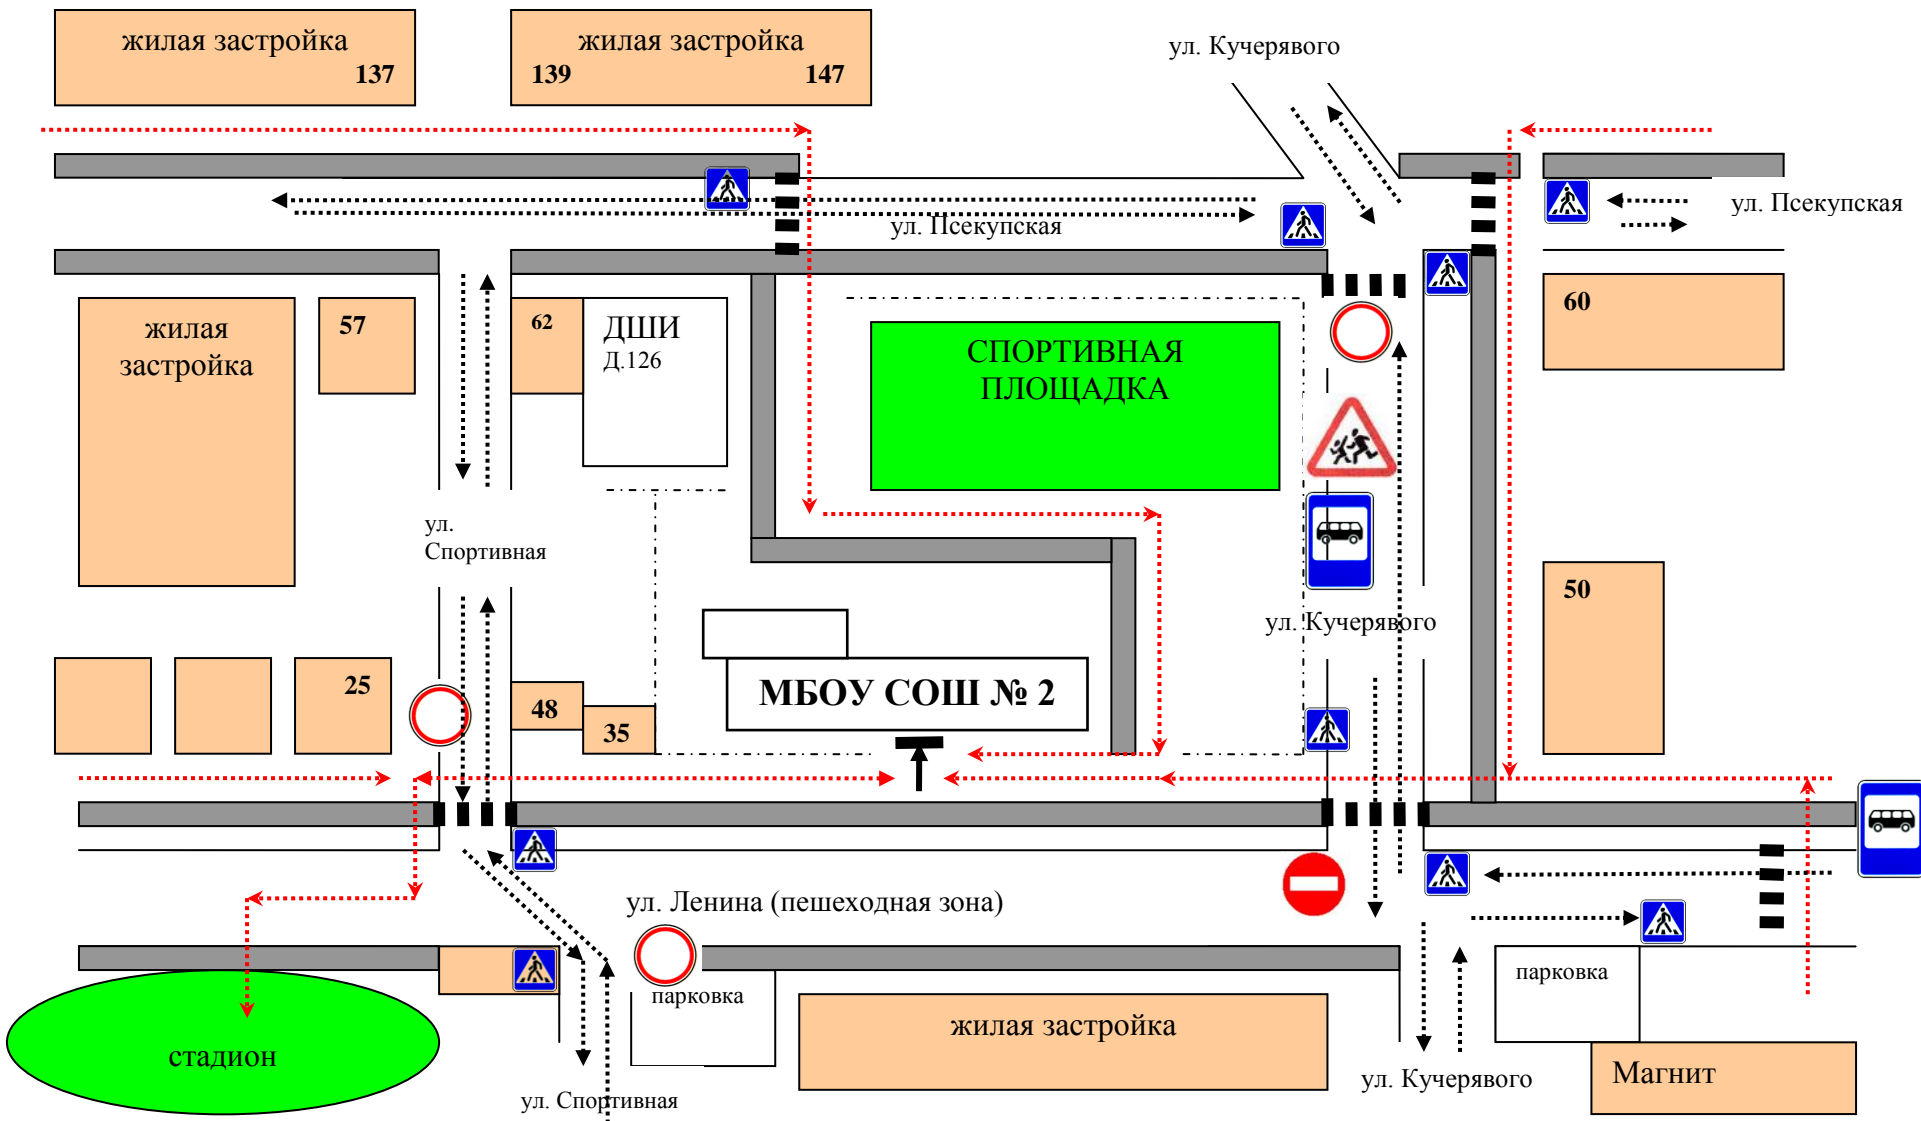 ул. Кучерявого
жилая застройка
137
жилая застройка
139 147
ул. Псекупская
ул. Псекупская
жилая
застройка
57
62
ДШИ
Д.126
СПОРТИВНАЯ
ПЛОЩАДКА
60
ул.
Спортивная
50
ул. Кучерявого
25
48
35
МБОУ СОШ № 2
ул. Ленина (пешеходная зона)
парковка
парковка
жилая застройка
стадион
ул. Спортивная
ул. Кучерявого
Магнит